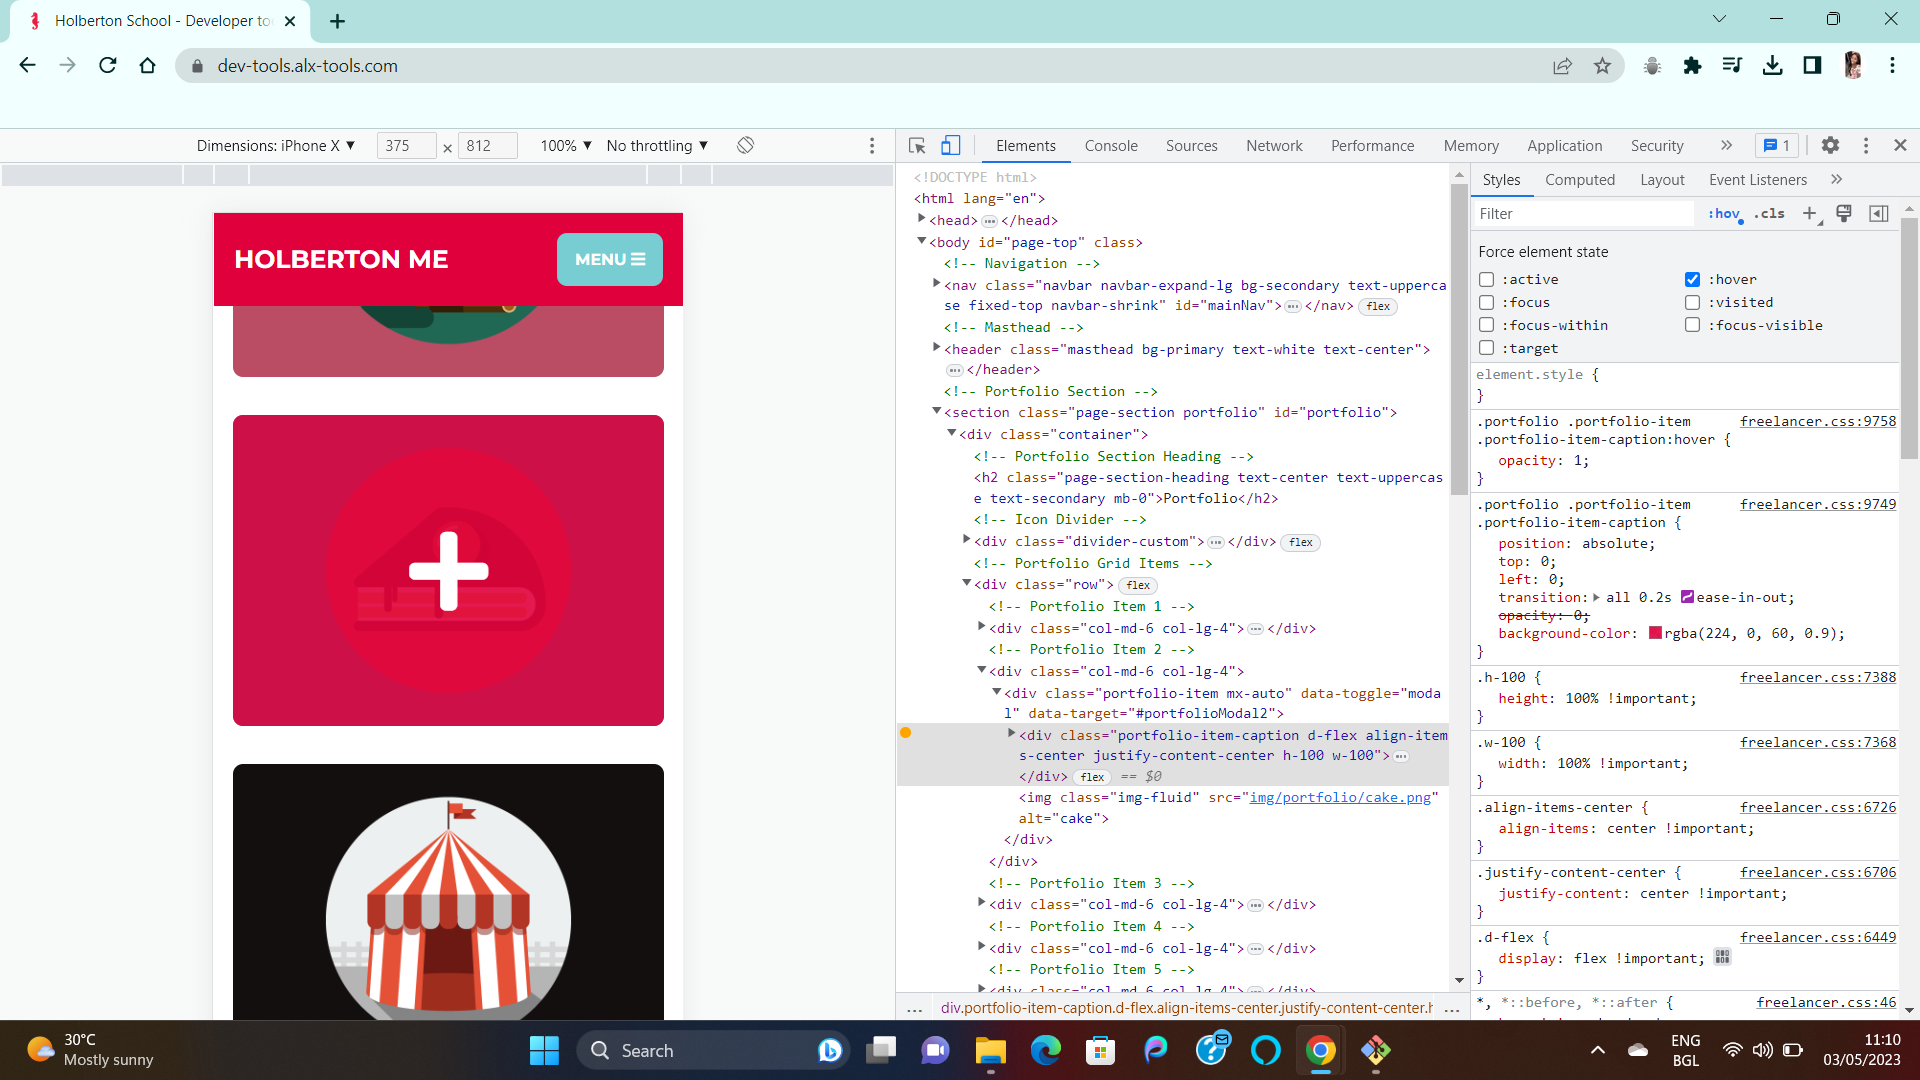 Holberton School - Developer to
dev-tools.alx-tools.com
Dimensions: iPhone X ▼ 375 × 812 100% ▼ No throttling ▼
Elements Console Sources Network Performance Memory Application Security » 1
HOLBERTON ME
MENU
<!DOCTYPE html>
<html lang="en">
<head> … </head>
<body id="page-top" class>
<!-- Navigation -->
<nav class="navbar navbar-expand-lg bg-secondary text-upperca
se fixed-top navbar-shrink" id="mainNav"> … </nav> flex
<!-- Masthead -->
<header class="masthead bg-primary text-white text-center">
… </header>
<!-- Portfolio Section -->
<section class="page-section portfolio" id="portfolio">
<div class="container">
<!-- Portfolio Section Heading -->
<h2 class="page-section-heading text-center text-uppercas
e text-secondary mb-0">Portfolio</h2>
<!-- Icon Divider -->
<div class="divider-custom"> … </div> flex
<!-- Portfolio Grid Items -->
<div class="row"> flex
<!-- Portfolio Item 1 -->
<div class="col-md-6 col-lg-4"> … </div>
<!-- Portfolio Item 2 -->
<div class="col-md-6 col-lg-4">
<div class="portfolio-item mx-auto" data-toggle="moda
l" data-target="#portfolioModal2">
<div class="portfolio-item-caption d-flex align-item
s-center justify-content-center h-100 w-100"> …
</div> flex == $0
<img class="img-fluid" src="img/portfolio/cake.png"
alt="cake">
</div>
</div>
<!-- Portfolio Item 3 -->
<div class="col-md-6 col-lg-4"> … </div>
<!-- Portfolio Item 4 -->
<div class="col-md-6 col-lg-4"> … </div>
<!-- Portfolio Item 5 -->
<div class="col-md-6 col-lg-4"> … </div>
… div.portfolio-item-caption.d-flex.align-items-center.justify-content-center.h …
Styles Computed Layout Event Listeners »
Filter :hov .cls
Force element state
:active :hover
:focus :visited
:focus-within :focus-visible
:target
element.style {
}
.portfolio .portfolio-item freelancer.css:9758
.portfolio-item-caption:hover {
opacity: 1;
}
.portfolio .portfolio-item freelancer.css:9749
.portfolio-item-caption {
position: absolute;
top: 0;
left: 0;
transition: all 0.2s ease-in-out;
opacity: 0;
background-color: rgba(224, 0, 60, 0.9);
}
.h-100 { freelancer.css:7388
height: 100% !important;
}
.w-100 { freelancer.css:7368
width: 100% !important;
}
.align-items-center { freelancer.css:6726
align-items: center !important;
}
.justify-content-center { freelancer.css:6706
justify-content: center !important;
}
.d-flex { freelancer.css:6449
display: flex !important;
}
*, *::before, *::after { freelancer.css:46
30°C
Mostly sunny
Search
ENG
BGL
11:10
03/05/2023